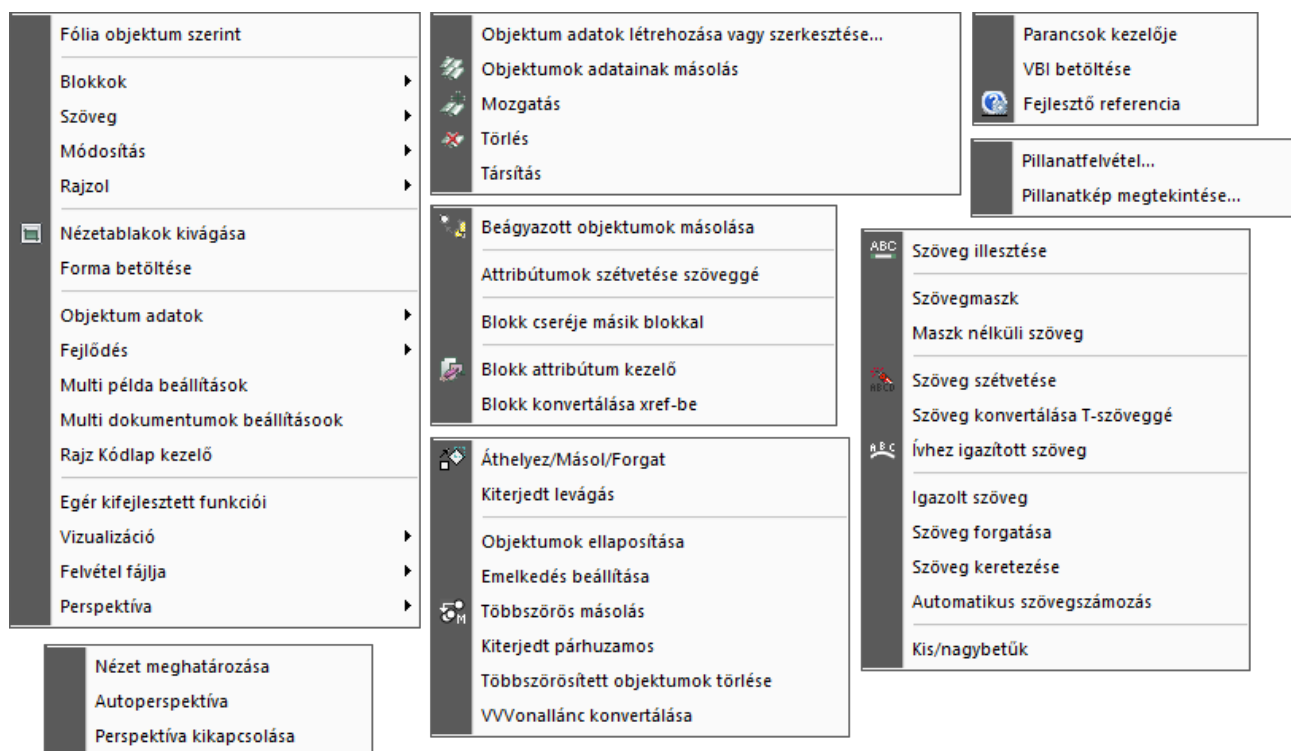 Fólia objektum szerint
Blokkok
Szöveg
Módosítás
Rajzol
Nézetablakok kivágása
Forma betöltése
Objektum adatok
Fejlődés
Multi példa beállítások
Multi dokumentumok beállításook
Rajz Kódlap kezelő
Egér kifejlesztett funkciói
Vizualizáció
Felvétel fájlja
Perspektíva
Nézet meghatározása
Autoperspektíva
Perspektíva kikapcsolása
Objektum adatok létrehozása vagy szerkesztése...
Objektumok adatainak másolás
Mozgatás
Törlés
Társítás
Beágyazott objektumok másolása
Attribútumok szétvetése szöveggé
Blokk cseréje másik blokkal
Blokk attribútum kezelő
Blokk konvertálása xref-be
Áthelyez/Másol/Forgat
Kiterjedt levágás
Objektumok ellaposítása
Emelkedés beállítása
M
Többszörös másolás
Kiterjedt párhuzamos
Többszörösített objektumok törlése
VVVonallánc konvertálása
Parancsok kezelője
VBI betöltése
Fejlesztő referencia
Pillanatfelvétel...
Pillanatkép megtekintése...
ABC
Szöveg illesztése
Szövegmaszk
Maszk nélküli szöveg
ABCD
Szöveg szétvetése
Szöveg konvertálása T-szöveggé
ABC
Ívhez igazított szöveg
Igazolt szöveg
Szöveg forgatása
Szöveg keretezése
Automatikus szövegszámozás
Kis/nagybetűk